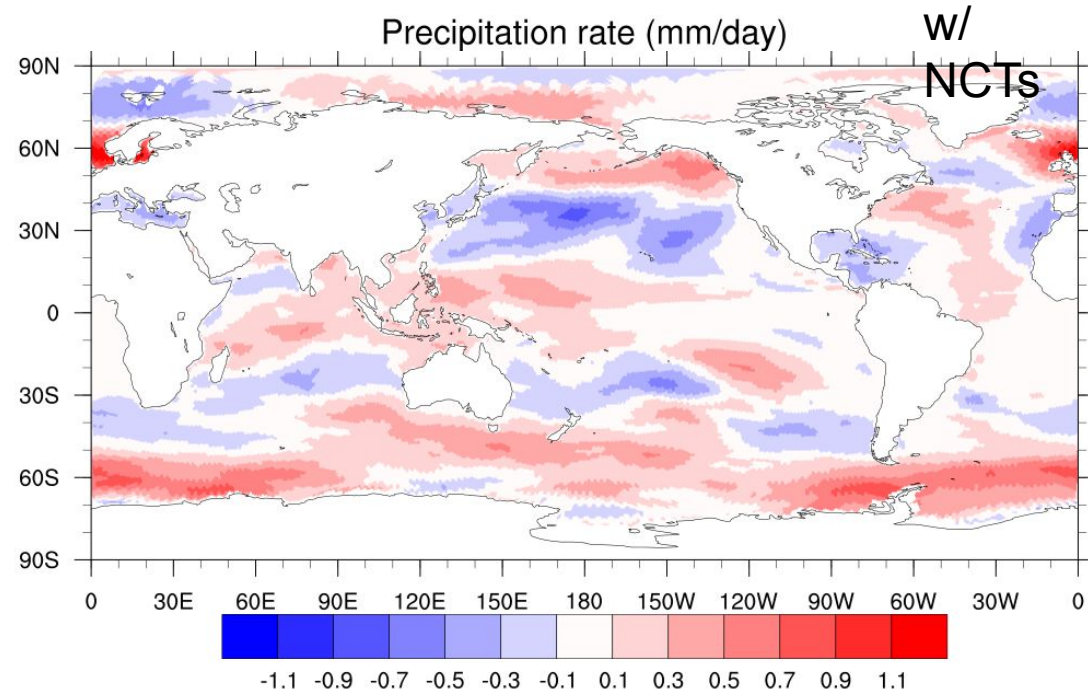 Precipitation rate (mm/day)
w/
NCTs
90N
60N
30N
0
30S
60S
90S
0 30E 60E 90E 120E 150E 180 150W 120W 90W 60W 30W 0
-1.1 -0.9 -0.7 -0.5 -0.3 -0.1 0.1 0.3 0.5 0.7 0.9 1.1